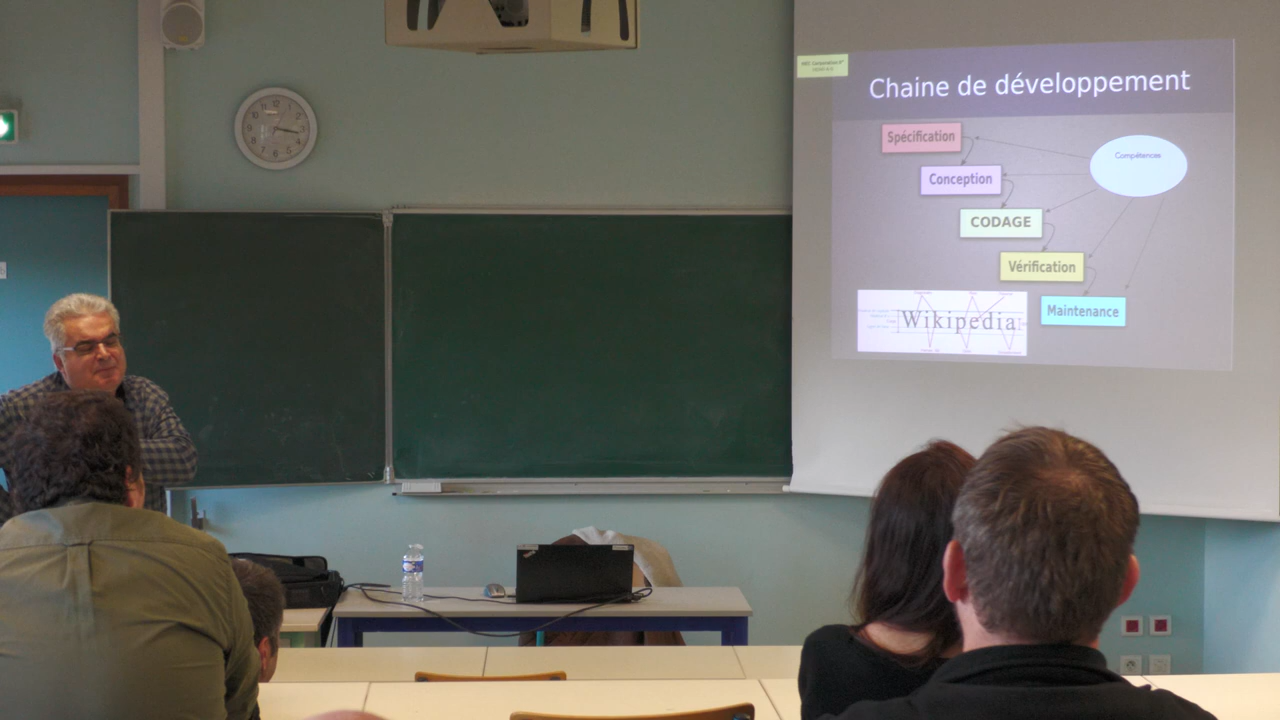 Chaine de développement
Spécification
Compétences
Conception
CODAGE
Vérification
Maintenance
Wikipedia